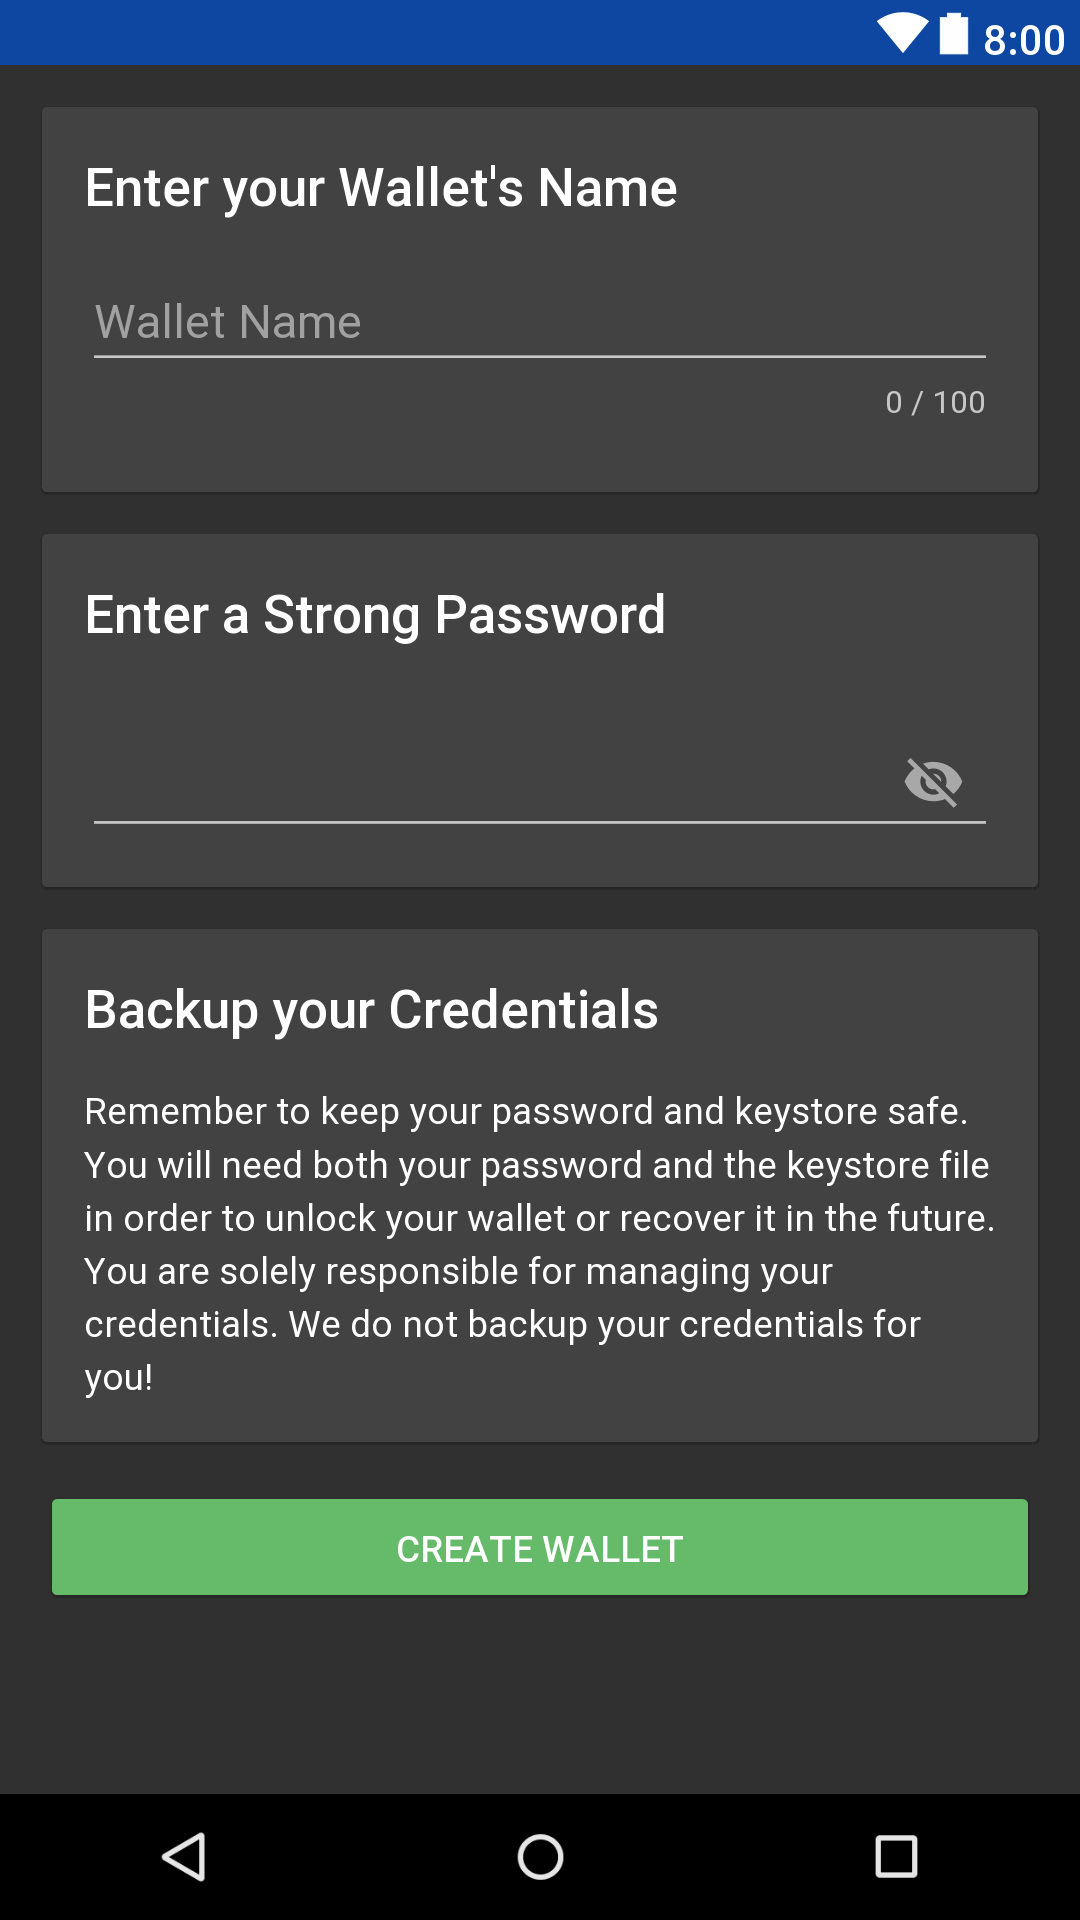 8:00
Enter your Wallet's Name
Wallet Name
0 / 100
Enter a Strong Password
Backup your Credentials
Remember to keep your password and keystore safe.
You will need both your password and the keystore file
in order to unlock your wallet or recover it in the future.
You are solely responsible for managing your
credentials. We do not backup your credentials for
you!
CREATE WALLET